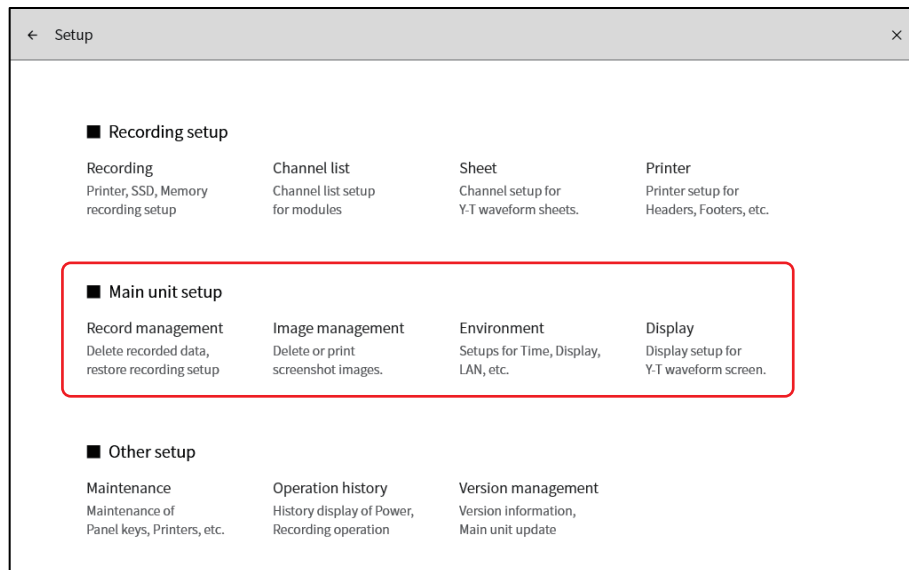 ← Setup ×
■ Recording setup
Recording
Printer, SSD, Memory
recording setup
Channel list
Channel list setup
for modules
Sheet
Channel setup for
Y-T waveform sheets.
Printer
Printer setup for
Headers, Footers, etc.
■ Main unit setup
Record management
Delete recorded data,
restore recording setup
Image management
Delete or print
screenshot images.
Environment
Setups for Time, Display,
LAN, etc.
Display
Display setup for
Y-T waveform screen.
■ Other setup
Maintenance
Maintenance of
Panel keys, Printers, etc.
Operation history
History display of Power,
Recording operation
Version management
Version information,
Main unit update